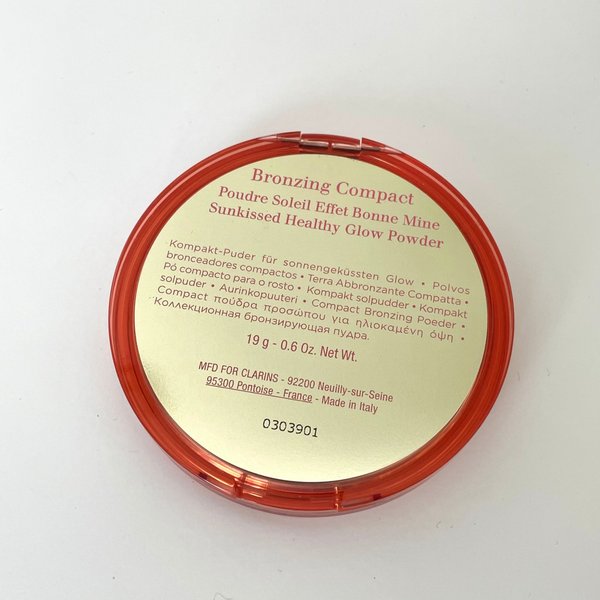 Bronzing Compact
Poudre Soleil Effet Bonne Mine
Sunkissed Healthy Glow Powder
Kompakt-Puder für sonnengeküssten Glow • Polvos
bronceadores compactos • Terra Abbronzante Compatta •
Pó compacto para o rosto • Kompakt solpudder • Kompakt
solpuder • Aurinkopuuteri • Compact Bronzing Poeder •
Compact πούδρα προσώπου για ηλιοκαμένη όψη •
Коллекционная бронзирующая пудра.
19 g - 0.6 Oz. Net Wt.
MFD FOR CLARINS - 92200 Neuilly-sur-Seine
95300 Pontoise - France - Made in Italy
0303901